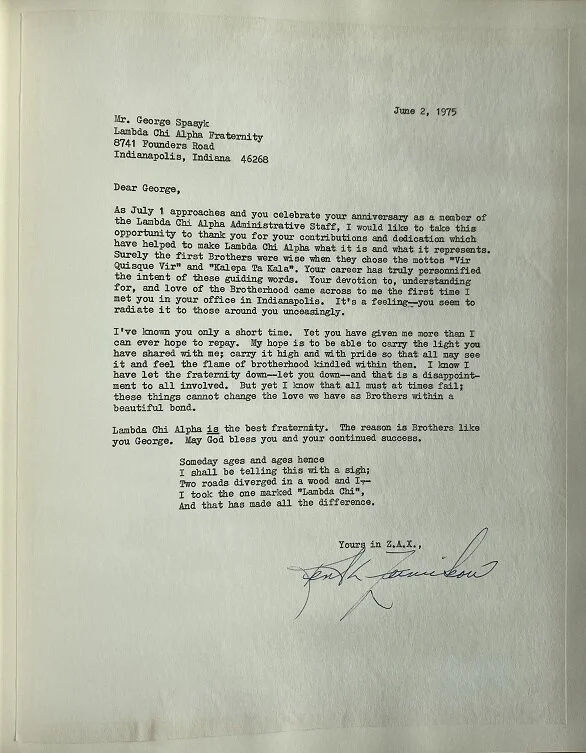 June 2, 1975
Mr. George Spasyk
Lambda Chi Alpha Fraternity
8741 Founders Road
Indianapolis, Indiana 46268
Dear George,
As July 1 approaches and you celebrate your anniversary as a member of
the Lambda Chi Alpha Administrative Staff, I would like to take this
opportunity to thank you for your contributions and dedication which
have helped to make Lambda Chi Alpha what it is and what it represents.
Surely the first Brothers were wise when they chose the mottos "Vir
Quisque Vir" and "Kalepa Ta Kala". Your career has truly personnified
the intent of these guiding words. Your devotion to, understanding
for, and love of the Brotherhood came across to me the first time I
met you in your office in Indianapolis. It's a feeling--you seem to
radiate it to those around you unceasingly.
I've known you only a short time. Yet you have given me more than I
can ever hope to repay. My hope is to be able to carry the light you
have shared with me; carry it high and with pride so that all may see
it and feel the flame of brotherhood kindled within them. I know I
have let the fraternity down--let you down--and that is a disappoint-
ment to all involved. But yet I know that all must at times fail;
these things cannot change the love we have as Brothers within a
beautiful bond.
Lambda Chi Alpha is the best fraternity. The reason is Brothers like
you George. May God bless you and your continued success.
Someday ages and ages hence
I shall be telling this with a sigh;
Two roads diverged in a wood and I--
I took the one marked "Lambda Chi",
And that has made all the difference.
Yours in Z.A.X.,